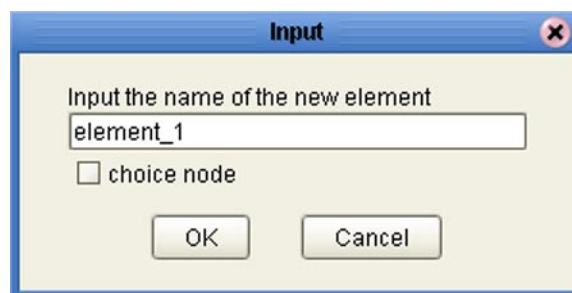 Input
Input the name of the new element
element_1
choice node
OK Cancel